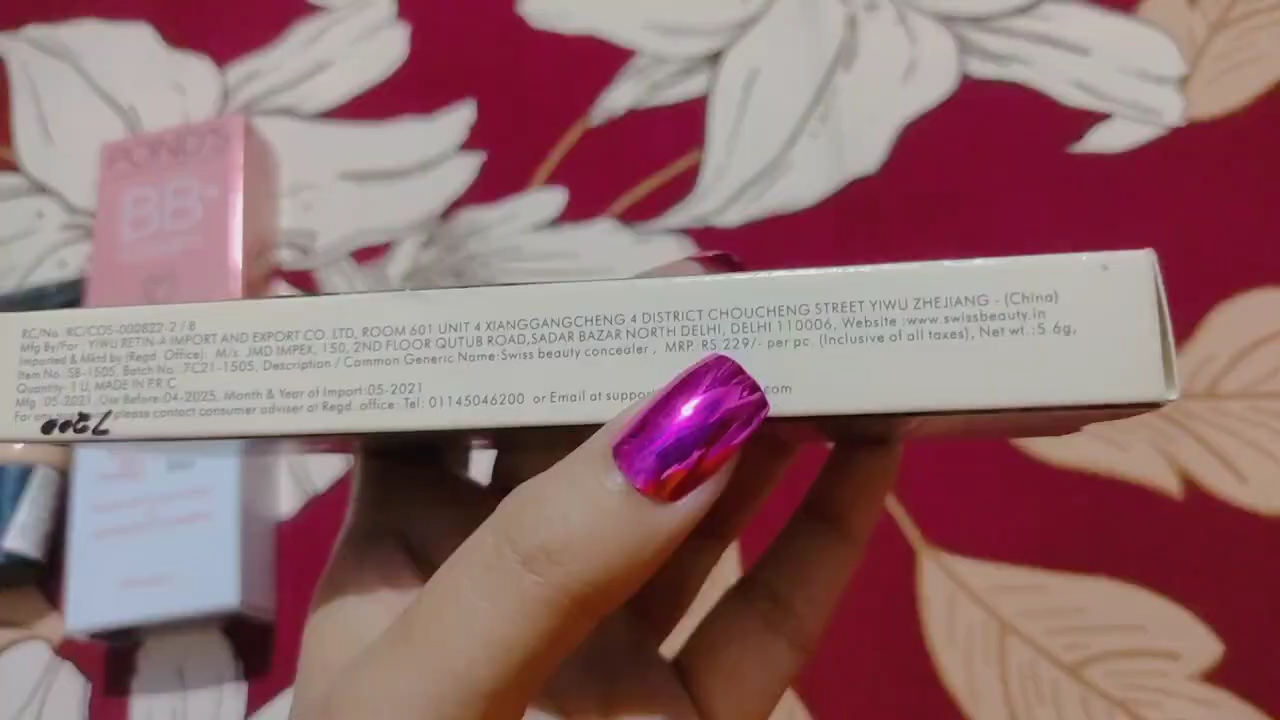 POND'S
BB+
RC/No. RC/COS-000822-2/8
Mfg By/For: YIWU RETIN-A IMPORT AND EXPORT CO. LTD, ROOM 601 UNIT 4 XIANGGANGCHENG 4 DISTRICT CHOUCHENG STREET YIWU ZHEJIANG - (China)
Imported & Mktd by (Regd. Office): M/s. JMD IMPEX, 150, 2ND FLOOR QUTUB ROAD,SADAR BAZAR NORTH DELHI, DELHI 110006, Website :www.swissbeauty.in
Item No. SB-1505, Batch No. 7C21-1505, Description / Common Generic Name:Swiss beauty concealer , MRP. RS.229/- per pc. (Inclusive of all taxes), Net wt.:5.6g,
Quantity: 1 U, MADE IN P.R.C
Mfg.:05-2021, Use Before:04-2025, Month & Year of Import:05-2021
For any please contact consumer adviser at Regd. office: Tel: 01145046200 or Email at .com